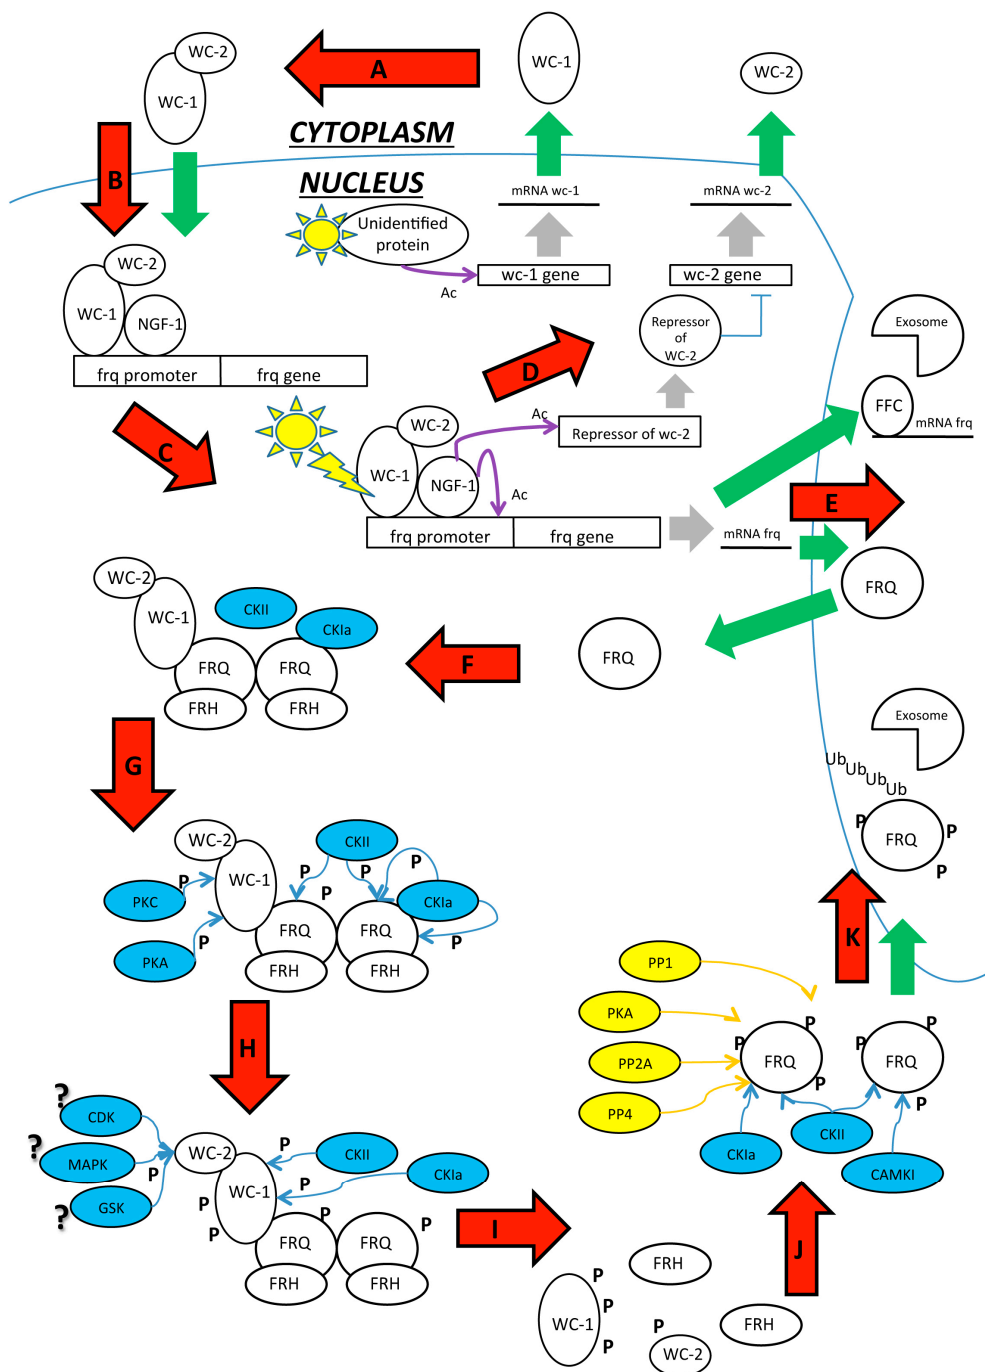 WC-2
WC-1
A
WC-1
WC-2
CYTOPLASM
B
NUCLEUS
mRNA wc-1
mRNA wc-2
Unidentified
protein
wc-1 gene
wc-2 gene
Ac
WC-2
WC-1
NGF-1
frq promoter
frq gene
Repressor
of
WC-2
Exosome
D
FFC
mRNA frq
C
WC-2
WC-1
NGF-1
Ac
Repressor of wc-2
Ac
frq promoter
frq gene
mRNA frq
E
FRQ
WC-2
WC-1
CKII
CKIa
FRQ
FRQ
FRH
FRH
F
FRQ
G
Exosome
Ub
Ub
Ub
Ub
P
FRQ
P
P
WC-2
WC-1
CKII
P
P
P
P
PKC
P
CKIa
PKA
P
FRQ
FRQ
P
FRH
FRH
K
PP1
PKA
PP2A
PP4
P
P
FRQ
P
P
P
FRQ
P
CKIa
CKII
CAMKI
H
?
CDK
?
MAPK
?
GSK
P
WC-2
WC-1
P
P
P
P
CKII
CKIa
P
P
FRQ
FRQ
FRH
FRH
I
J
P
P
P
WC-1
FRH
P
WC-2
FRH